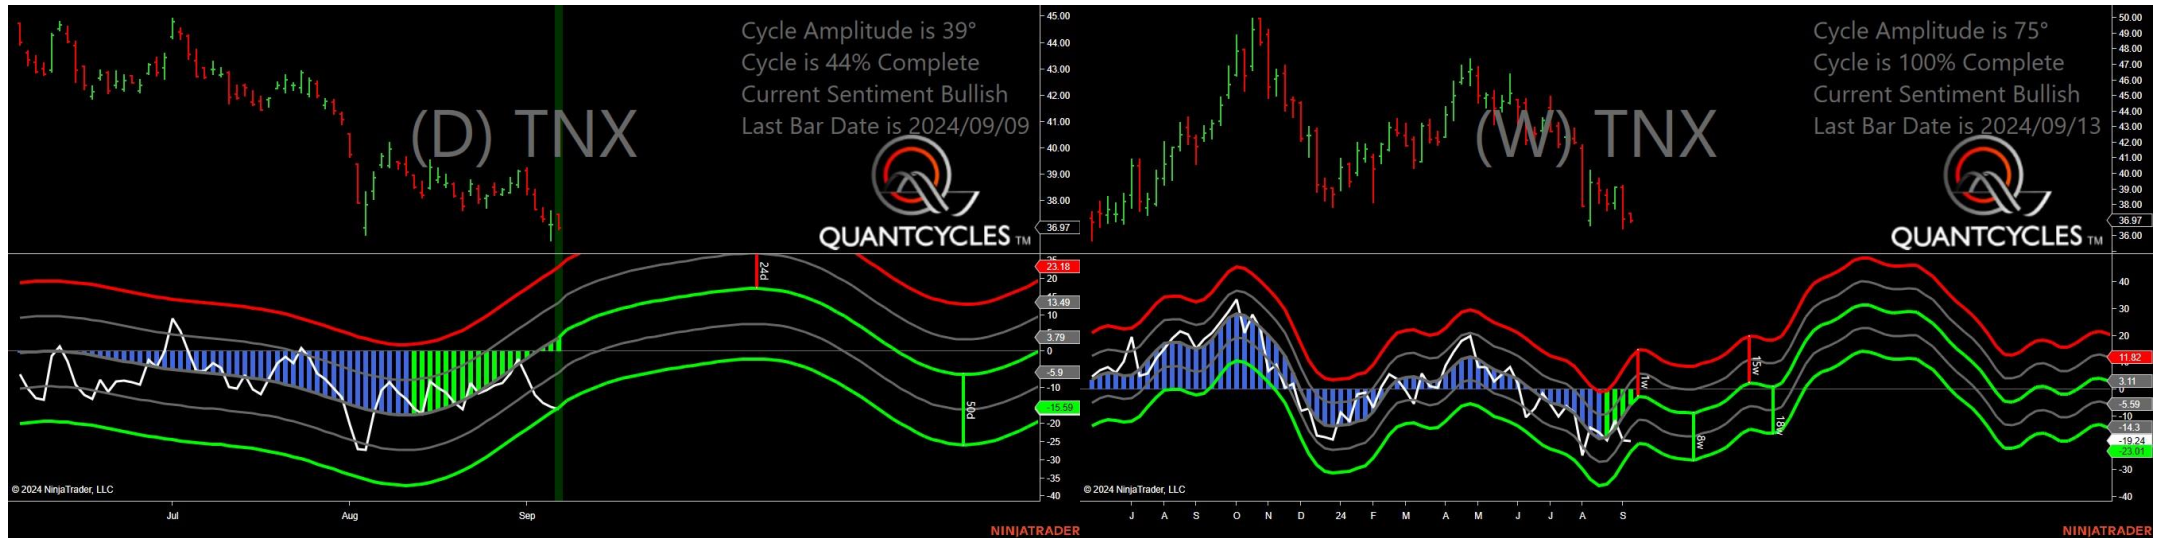 Cycle Amplitude is 39°
Cycle is 44% Complete
Current Sentiment Bullish
Last Bar Date is 2024/09/09
(D) TNX
QUANTCYCLES TM
45.00
44.00
43.00
42.00
41.00
40.00
39.00
38.00
36.97
24d
50d
25
23.18
20
15
13.49
10
5
3.79
0
-5.9
-10
-15.59
-20
-25
-30
-35
-40
© 2024 NinjaTrader, LLC
Jul
Aug
Sep
NINJATRADER
Cycle Amplitude is 75°
Cycle is 100% Complete
Current Sentiment Bullish
Last Bar Date is 2024/09/13
(W) TNX
QUANTCYCLES TM
50.00
49.00
48.00
47.00
46.00
45.00
44.00
43.00
42.00
41.00
40.00
39.00
38.00
36.97
36.00
1w
15w
8w
18w
40
30
20
11.82
10
3.11
0
-5.59
-10
-14.3
-19.24
-23.01
-30
-40
© 2024 NinjaTrader, LLC
J A S O N D 24 F M A M J J A S
NINJATRADER